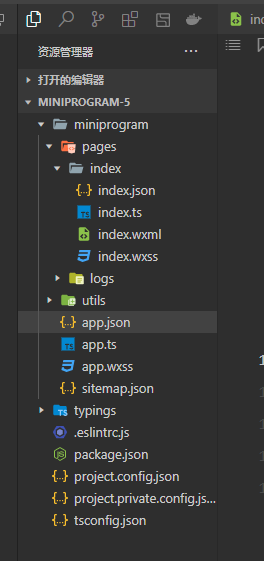 ind
资源管理器
打开的编辑器
MINIPROGRAM-5
miniprogram
pages
index
index.json
index.ts
index.wxml
index.wxss
logs
utils
app.json
app.ts
app.wxss
sitemap.json
typings
.eslintrc.js
package.json
project.config.json
project.private.config.js...
tsconfig.json